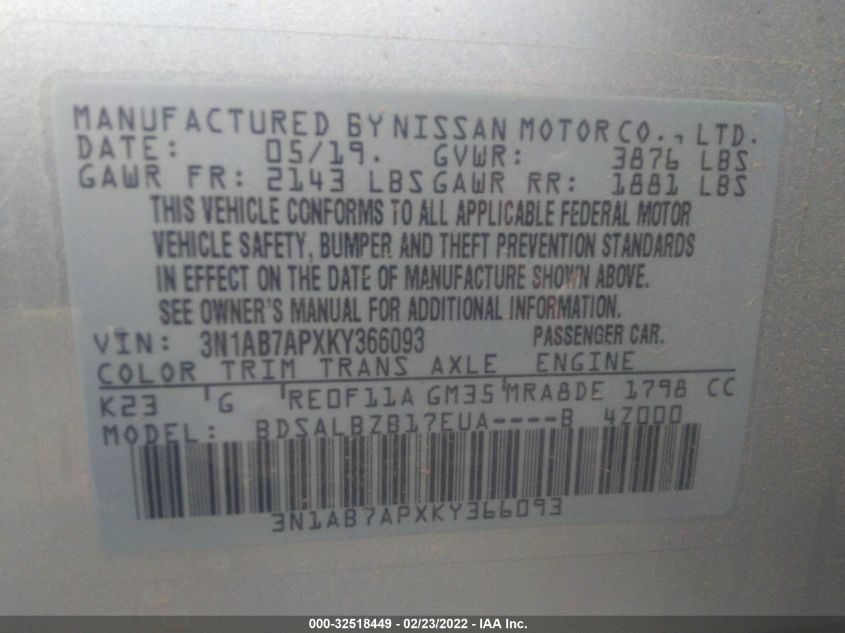 MANUFACTURED BY NISSAN MOTOR CO., LTD.
DATE: 05/19. GVWR: 3876 LBS
GAWR FR: 2143 LBS GAWR RR: 1881 LBS
THIS VEHICLE CONFORMS TO ALL APPLICABLE FEDERAL MOTOR
VEHICLE SAFETY, BUMPER AND THEFT PREVENTION STANDARDS
IN EFFECT ON THE DATE OF MANUFACTURE SHOWN ABOVE.
SEE OWNER'S MANUAL FOR ADDITIONAL INFORMATION.
VIN: 3N1AB7APXKY366093 PASSENGER CAR.
COLOR TRIM TRANS AXLE ENGINE
K23 G RE0F11A GM35 MRA8DE 1798 CC
MODEL: BDSALBZB17EUA----B 4Z000
3N1AB7APXKY366093
000-32518449 - 02/23/2022 - IAA Inc.